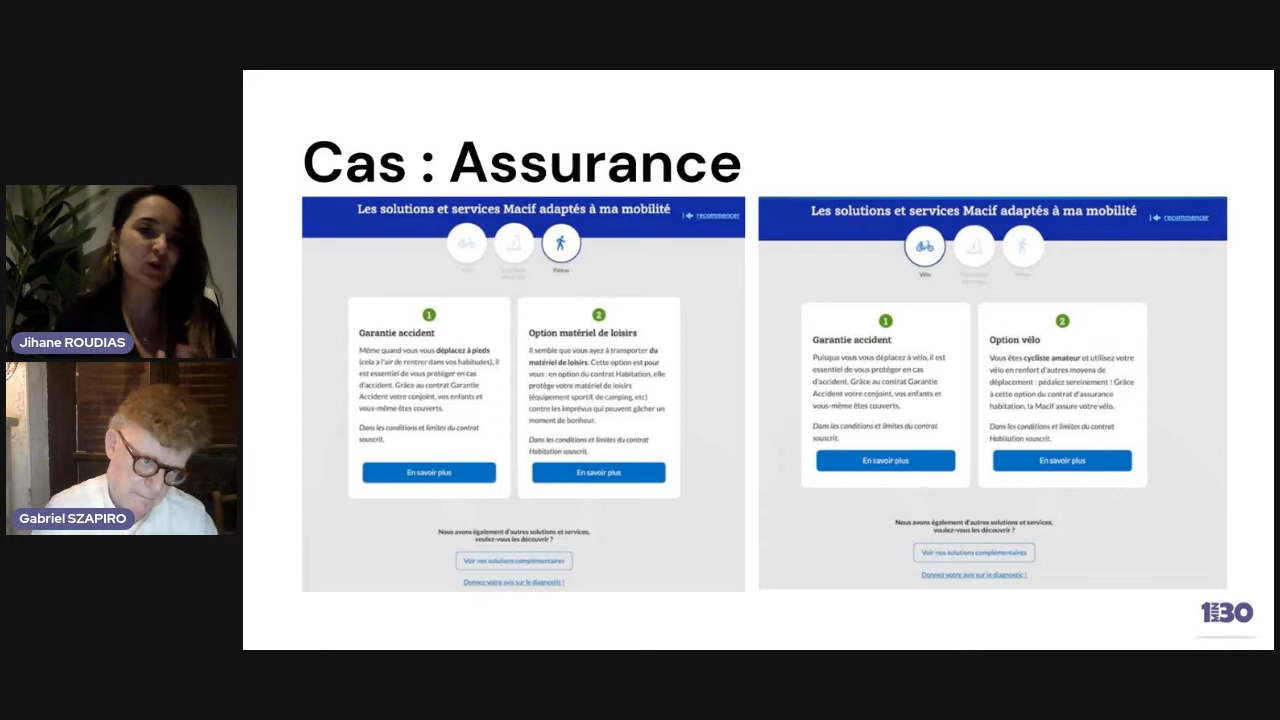 Cas : Assurance
Les solutions et services Macif adaptés à ma mobilité
recommencer
Piéton
1
Garantie accident
Même quand vous vous déplacez à pieds
(cela a l'air de rentrer dans vos habitudes), il
est essentiel de vous protéger en cas
d'accident. Grâce au contrat Garantie
Accident votre conjoint, vos enfants et
vous-même êtes couverts.
Dans les conditions et limites du contrat
souscrit.
En savoir plus
2
Option matériel de loisirs
Il semble que vous ayez à transporter du
matériel de loisirs. Cette option est pour
vous : en option du contrat Habitation, elle
protège votre matériel de loisirs
(équipement sportif, de camping, etc)
contre les imprévus qui peuvent gâcher un
moment de bonheur.
Dans les conditions et limites du contrat
Habitation souscrit.
En savoir plus
Nous avons également d'autres solutions et services,
voulez-vous les découvrir ?
Voir nos solutions complémentaires
Donnez votre avis sur le diagnostic !
Les solutions et services Macif adaptés à ma mobilité
recommencer
Vélo
1
Garantie accident
Puisque vous vous déplacez à vélo, il est
essentiel de vous protéger en cas
d'accident. Grâce au contrat Garantie
Accident votre conjoint, vos enfants et
vous-même êtes couverts.
Dans les conditions et limites du contrat
souscrit.
En savoir plus
2
Option vélo
Vous êtes cycliste amateur et utilisez votre
vélo en renfort d'autres moyens de
déplacement : pédalez sereinement ! Grâce
à cette option du contrat d'assurance
habitation, la Macif assure votre vélo.
Dans les conditions et limites du contrat
Habitation souscrit.
En savoir plus
Nous avons également d'autres solutions et services,
voulez-vous les découvrir ?
Voir nos solutions complémentaires
Donnez votre avis sur le diagnostic !
Jihane ROUDIAS
Gabriel SZAPIRO
1MIN30